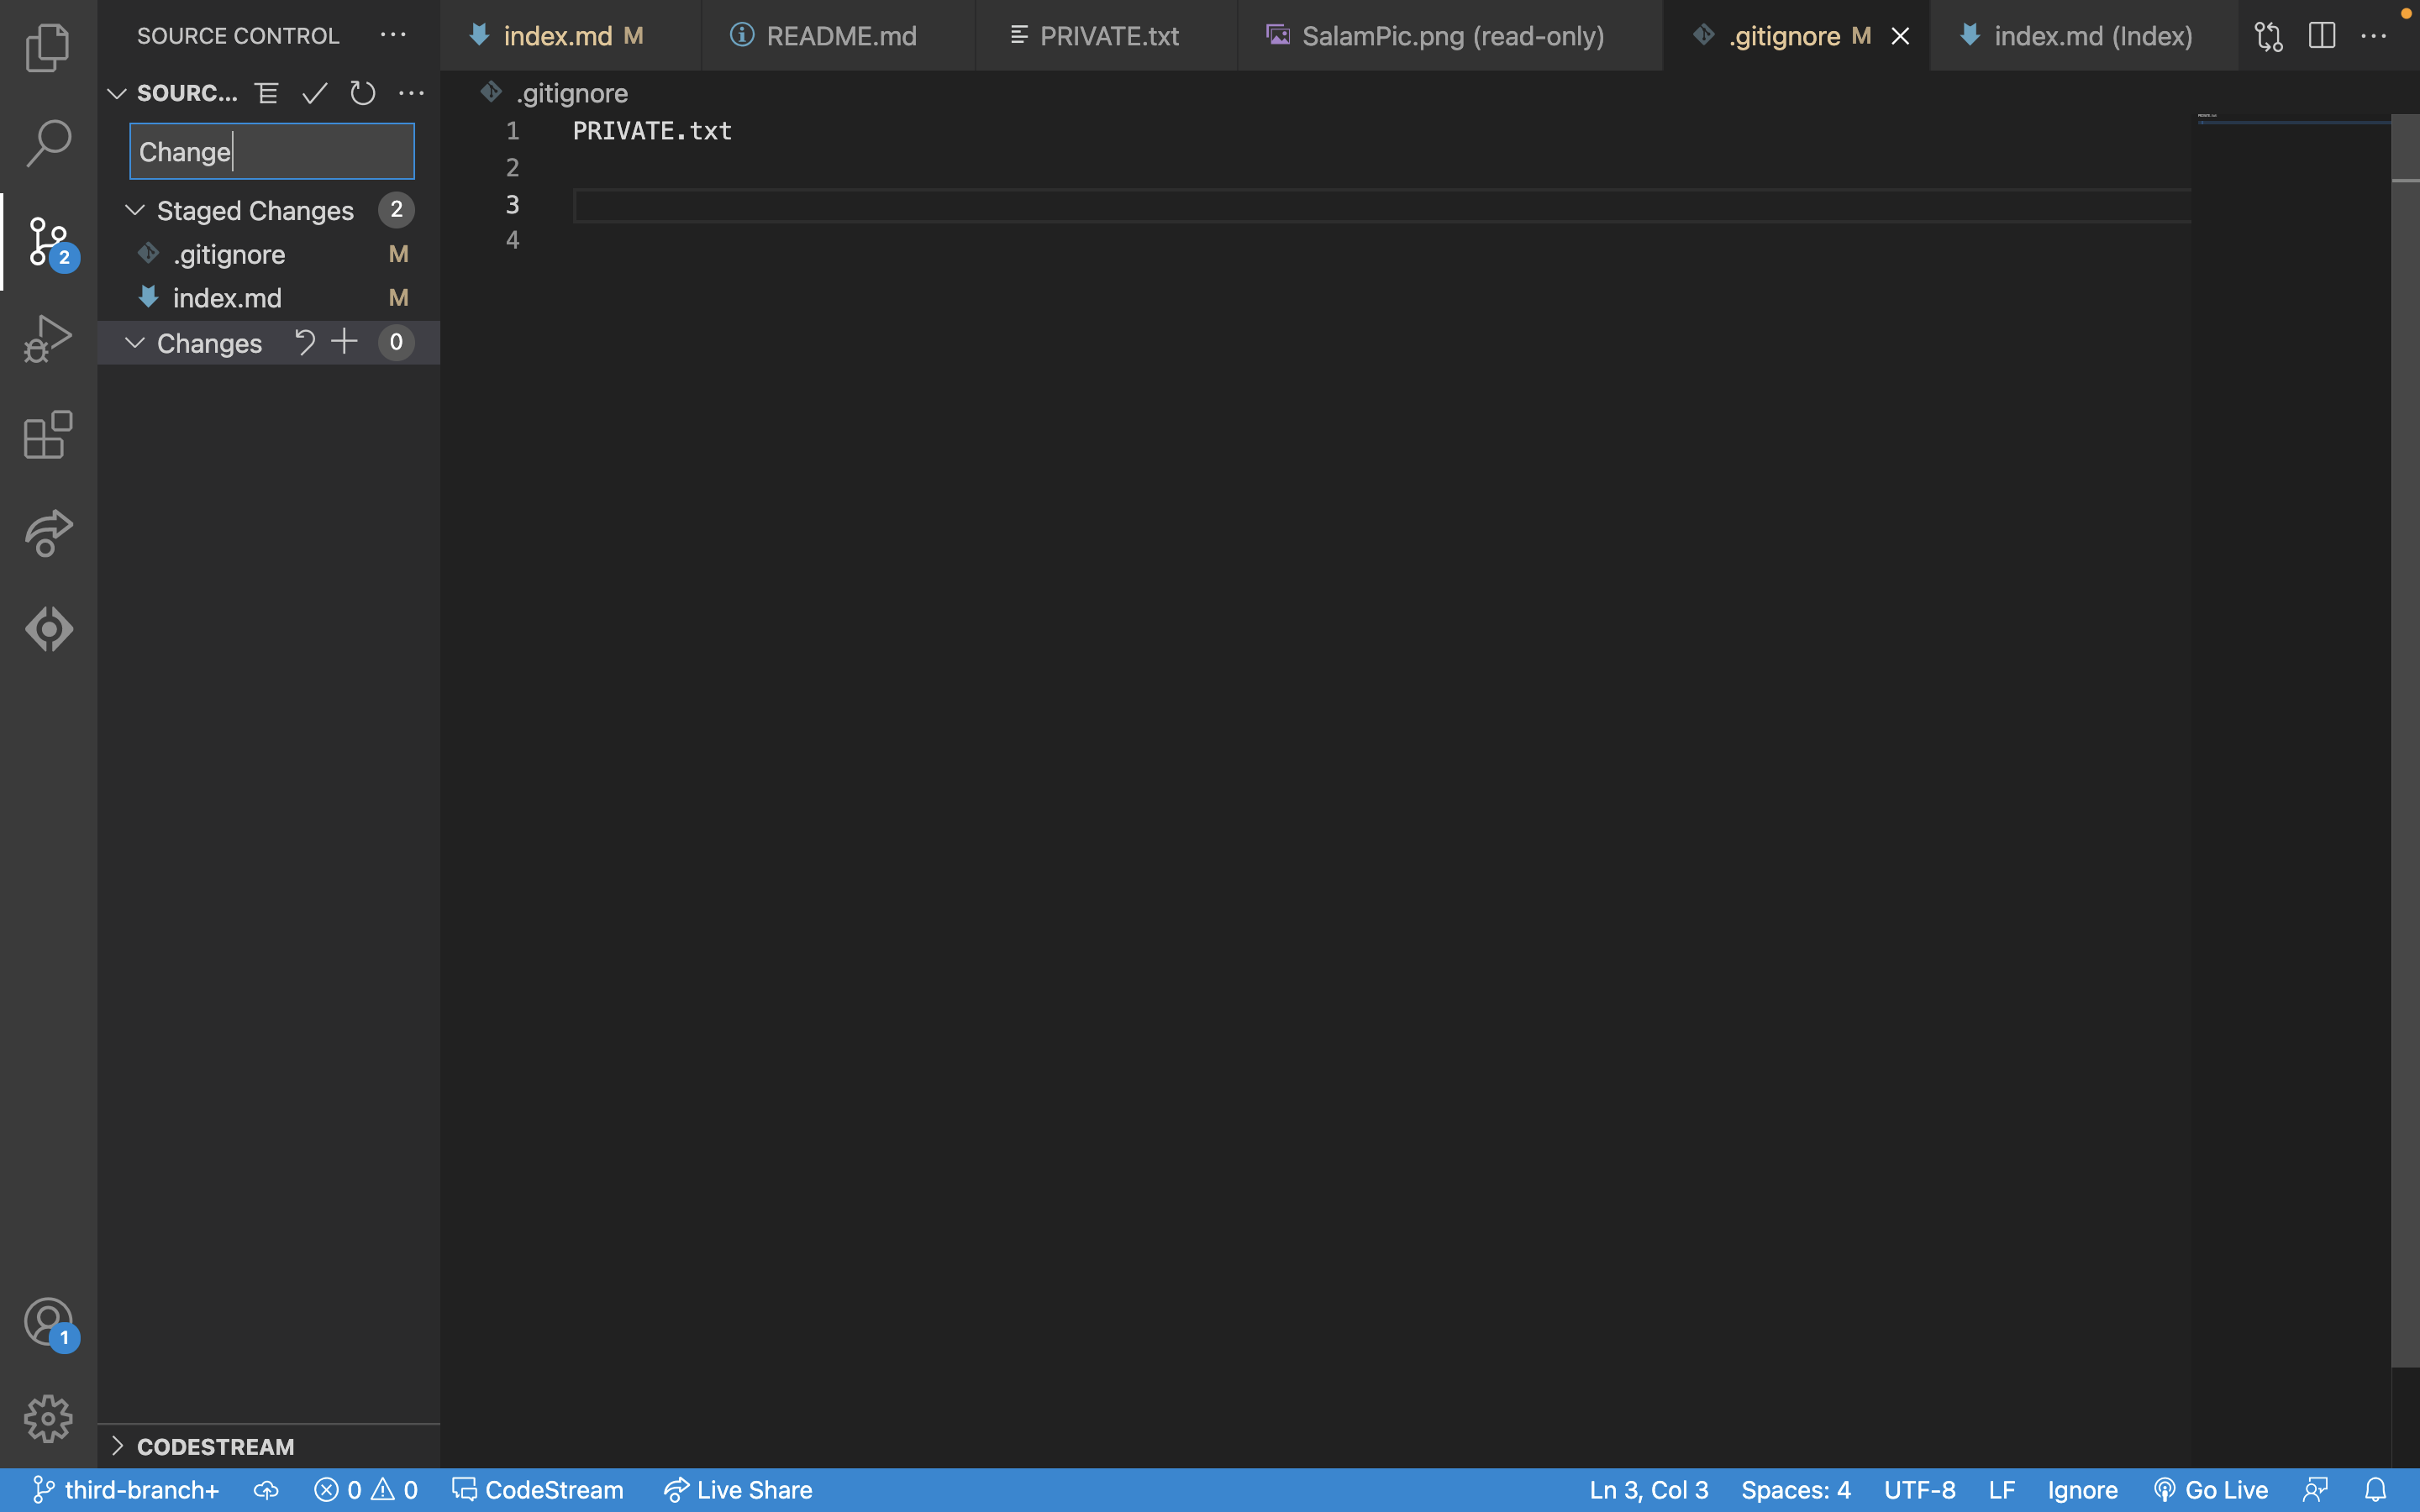 SOURCE CONTROL
index.md M
README.md
PRIVATE.txt
SalamPic.png (read-only)
.gitignore M
index.md (Index)
SOURC...
.gitignore
Change
1 PRIVATE.txt
2
3
4
Staged Changes 2
.gitignore M
index.md M
Changes 0
2
1
CODESTREAM
third-branch+ 0 0 CodeStream Live Share Ln 3, Col 3 Spaces: 4 UTF-8 LF Ignore Go Live